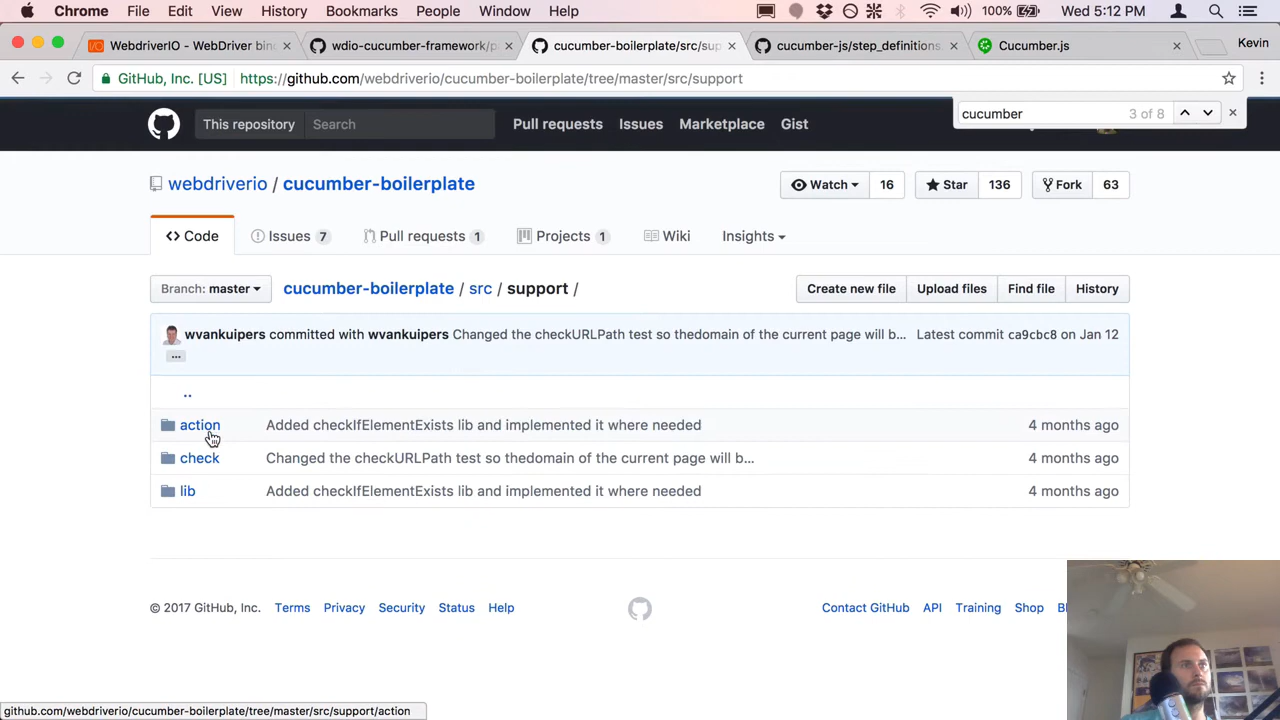 Chrome File Edit View History Bookmarks People Window Help 100% Wed 5:12 PM
WebdriverIO - WebDriver bin
wdio-cucumber-framework/pa
cucumber-boilerplate/src/sup
cucumber-js/step_definitions.
Cucumber.js
Kevin
GitHub, Inc. [US] https://github.com/webdriverio/cucumber-boilerplate/tree/master/src/support
cucumber 3 of 8
This repository Search Pull requests Issues Marketplace Gist
webdriverio / cucumber-boilerplate
Watch 16 Star 136 Fork 63
<> Code Issues 7 Pull requests 1 Projects 1 Wiki Insights
Branch: master cucumber-boilerplate / src / support /
Create new file Upload files Find file History
wvankuipers committed with wvankuipers Changed the checkURLPath test so thedomain of the current page will b... Latest commit ca9cbc8 on Jan 12
...
..
action Added checkIfElementExists lib and implemented it where needed 4 months ago
check Changed the checkURLPath test so thedomain of the current page will b... 4 months ago
lib Added checkIfElementExists lib and implemented it where needed 4 months ago
© 2017 GitHub, Inc. Terms Privacy Security Status Help Contact GitHub API Training Shop
github.com/webdriverio/cucumber-boilerplate/tree/master/src/support/action